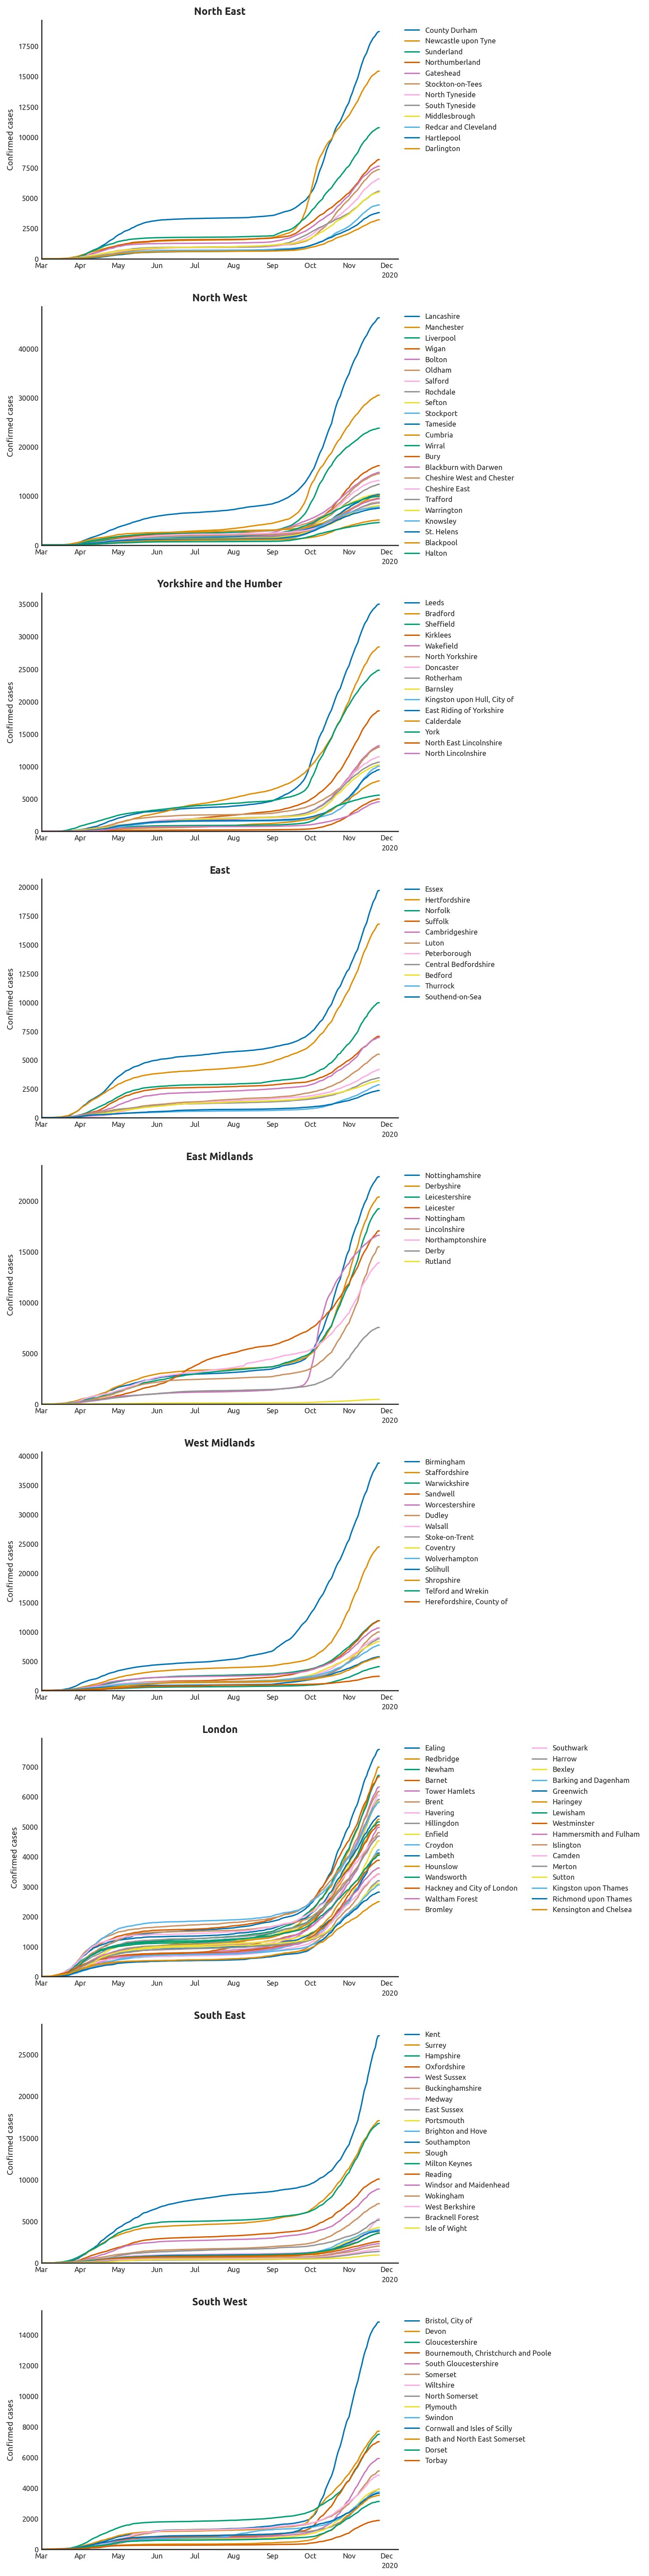 North East
Confirmed cases
17500
15000
12500
10000
7500
5000
2500
0
Mar Apr May Jun Jul Aug Sep Oct Nov Dec
2020
County Durham
Newcastle upon Tyne
Sunderland
Northumberland
Gateshead
Stockton-on-Tees
North Tyneside
South Tyneside
Middlesbrough
Redcar and Cleveland
Hartlepool
Darlington
North West
Confirmed cases
40000
30000
20000
10000
0
Mar Apr May Jun Jul Aug Sep Oct Nov Dec
2020
Lancashire
Manchester
Liverpool
Wigan
Bolton
Oldham
Salford
Rochdale
Sefton
Stockport
Tameside
Cumbria
Wirral
Bury
Blackburn with Darwen
Cheshire West and Chester
Cheshire East
Trafford
Warrington
Knowsley
St. Helens
Blackpool
Halton
Yorkshire and the Humber
Confirmed cases
35000
30000
25000
20000
15000
10000
5000
0
Mar Apr May Jun Jul Aug Sep Oct Nov Dec
2020
Leeds
Bradford
Sheffield
Kirklees
Wakefield
North Yorkshire
Doncaster
Rotherham
Barnsley
Kingston upon Hull, City of
East Riding of Yorkshire
Calderdale
York
North East Lincolnshire
North Lincolnshire
East
Confirmed cases
20000
17500
15000
12500
10000
7500
5000
2500
0
Mar Apr May Jun Jul Aug Sep Oct Nov Dec
2020
Essex
Hertfordshire
Norfolk
Suffolk
Cambridgeshire
Luton
Peterborough
Central Bedfordshire
Bedford
Thurrock
Southend-on-Sea
East Midlands
Confirmed cases
20000
15000
10000
5000
0
Mar Apr May Jun Jul Aug Sep Oct Nov Dec
2020
Nottinghamshire
Derbyshire
Leicestershire
Leicester
Nottingham
Lincolnshire
Northamptonshire
Derby
Rutland
West Midlands
Confirmed cases
40000
35000
30000
25000
20000
15000
10000
5000
0
Mar Apr May Jun Jul Aug Sep Oct Nov Dec
2020
Birmingham
Staffordshire
Warwickshire
Sandwell
Worcestershire
Dudley
Walsall
Stoke-on-Trent
Coventry
Wolverhampton
Solihull
Shropshire
Telford and Wrekin
Herefordshire, County of
London
Confirmed cases
7000
6000
5000
4000
3000
2000
1000
0
Mar Apr May Jun Jul Aug Sep Oct Nov Dec
2020
Ealing
Redbridge
Newham
Barnet
Tower Hamlets
Brent
Havering
Hillingdon
Enfield
Croydon
Lambeth
Hounslow
Wandsworth
Hackney and City of London
Waltham Forest
Bromley
Southwark
Harrow
Bexley
Barking and Dagenham
Greenwich
Haringey
Lewisham
Westminster
Hammersmith and Fulham
Islington
Camden
Merton
Sutton
Kingston upon Thames
Richmond upon Thames
Kensington and Chelsea
South East
Confirmed cases
25000
20000
15000
10000
5000
0
Mar Apr May Jun Jul Aug Sep Oct Nov Dec
2020
Kent
Surrey
Hampshire
Oxfordshire
West Sussex
Buckinghamshire
Medway
East Sussex
Portsmouth
Brighton and Hove
Southampton
Slough
Milton Keynes
Reading
Windsor and Maidenhead
Wokingham
West Berkshire
Bracknell Forest
Isle of Wight
South West
Confirmed cases
14000
12000
10000
8000
6000
4000
2000
0
Mar Apr May Jun Jul Aug Sep Oct Nov Dec
2020
Bristol, City of
Devon
Gloucestershire
Bournemouth, Christchurch and Poole
South Gloucestershire
Somerset
Wiltshire
North Somerset
Plymouth
Swindon
Cornwall and Isles of Scilly
Bath and North East Somerset
Dorset
Torbay